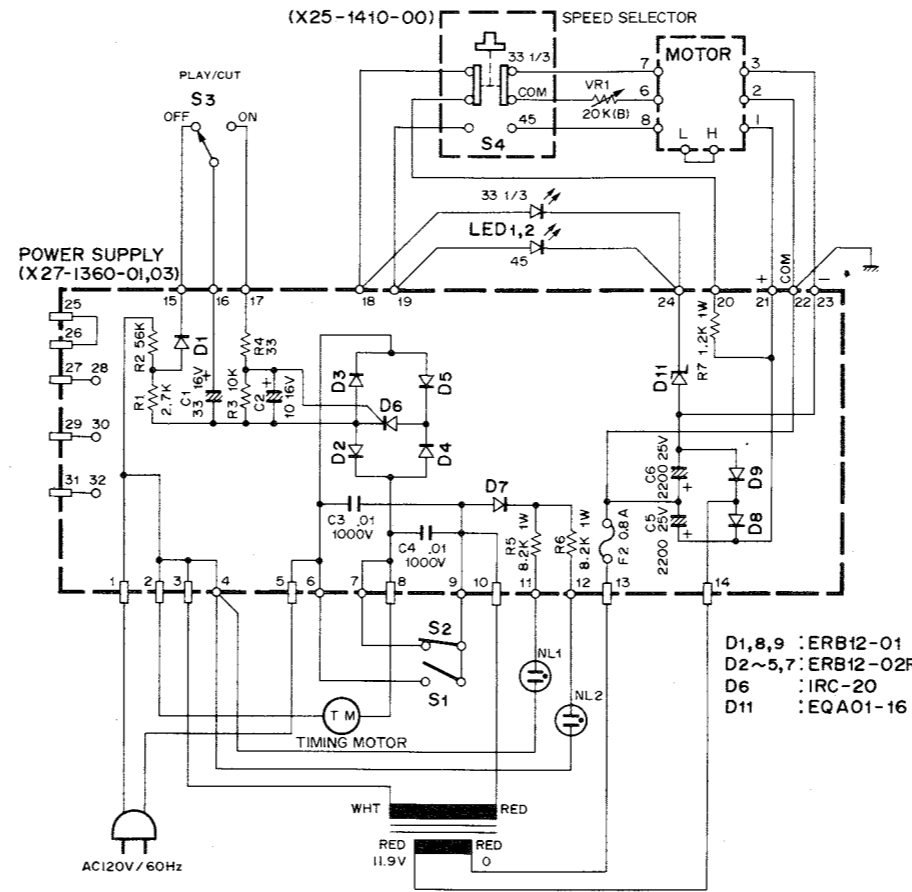 (X25-1410-00) SPEED SELECTOR
PLAY/CUT
S3
OFF ON
33 1/3
COM
45
S4
VR1
20K(B)
MOTOR
7 3
6 2
8 1
L H
33 1/3
LED1,2
45
POWER SUPPLY
(X27-1360-01,03)
+ COM −
15 16 17 18 19 24 20 21 22 23
25
26
27 28
29 30
31 32
R2 56K
R1 2.7K
D1
C1 33 16V
+
R3 10K
R4 33
C2 10 16V
+
D3
D5
D6
D2
D4
D7
C3 .01
1000V
C4 .01
1000V
R5 8.2K 1W
R6 8.2K 1W
F2 0.8A
D11
R7 1.2K 1W
C6 2200 25V
+
C5 2200 25V
+
D9
D8
1 2 3 4 5 6 7 8 9 10 11 12 13 14
S2
S1
NL1
NL2
TM
TIMING MOTOR
WHT RED
RED RED
11.9V 0
AC120V/60Hz
D1,8,9 : ERB12-01
D2~5,7 : ERB12-02R
D6 : IRC-20
D11 : EQA01-16